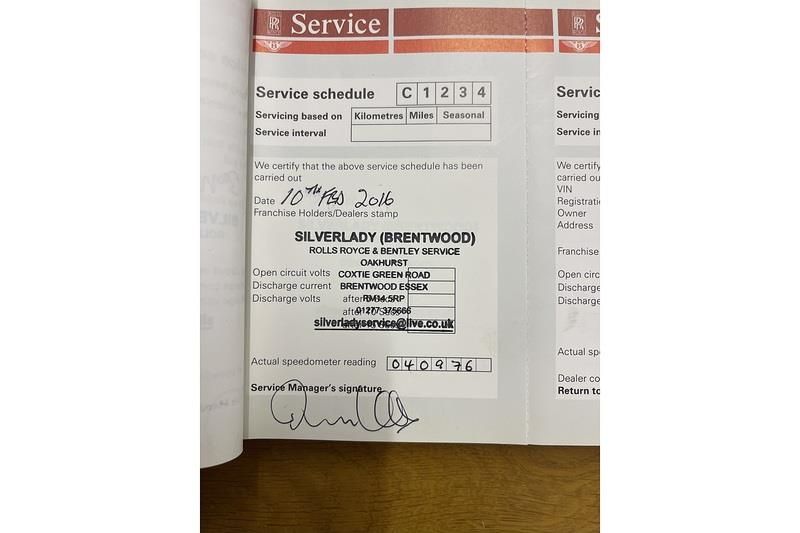 Service
Service schedule C 1 2 3 4
Servicing based on Kilometres Miles Seasonal
Service interval
We certify that the above service schedule has been
carried out
Date 10TH FEB 2016
Franchise Holders/Dealers stamp
SILVERLADY (BRENTWOOD)
ROLLS ROYCE & BENTLEY SERVICE
OAKHURST
Open circuit volts COXTIE GREEN ROAD
Discharge current BRENTWOOD ESSEX
Discharge volts after RM14 5RP
01277 375666
silverladyservice@live.co.uk
Actual speedometer reading 040976
Service Manager's signature
Servic
Servicing
Service in
We certify
carried ou
VIN
Registrati
Owner
Address
Franchise
Open circ
Discharge
Discharge
Actual sp
Dealer co
Return to